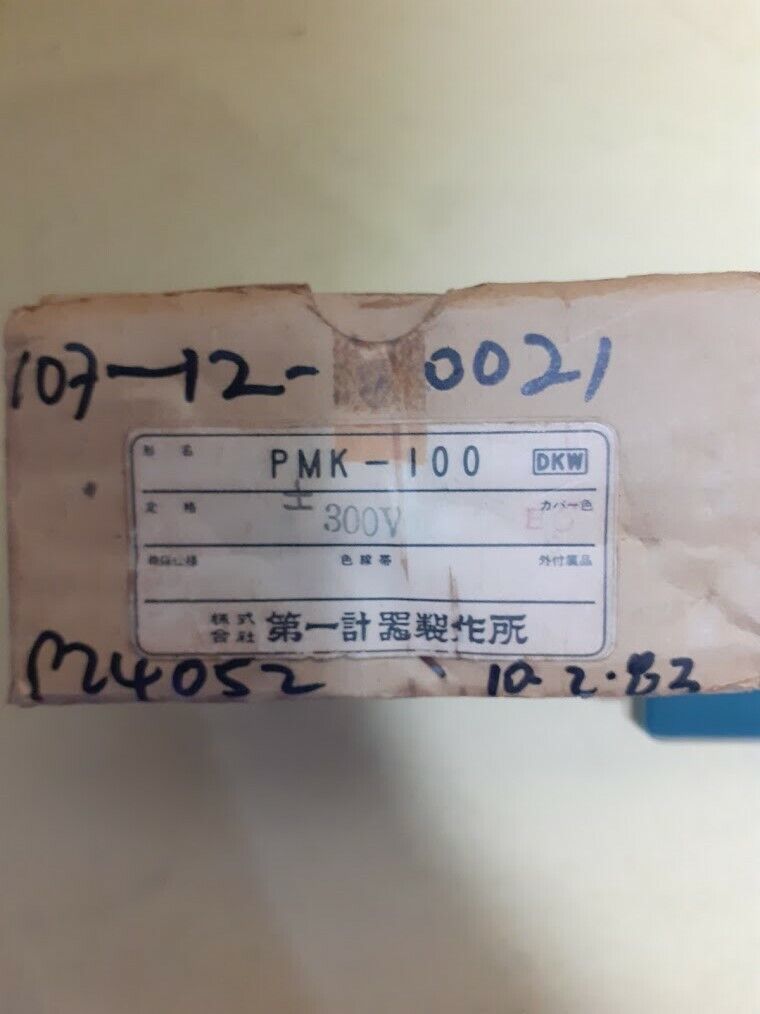 107-12-0021
形名 PMK-100 DKW
定格 ± 300V カバー色
色線帯 外付属品
株式会社 第一計器製作所
M4052 10.2.83